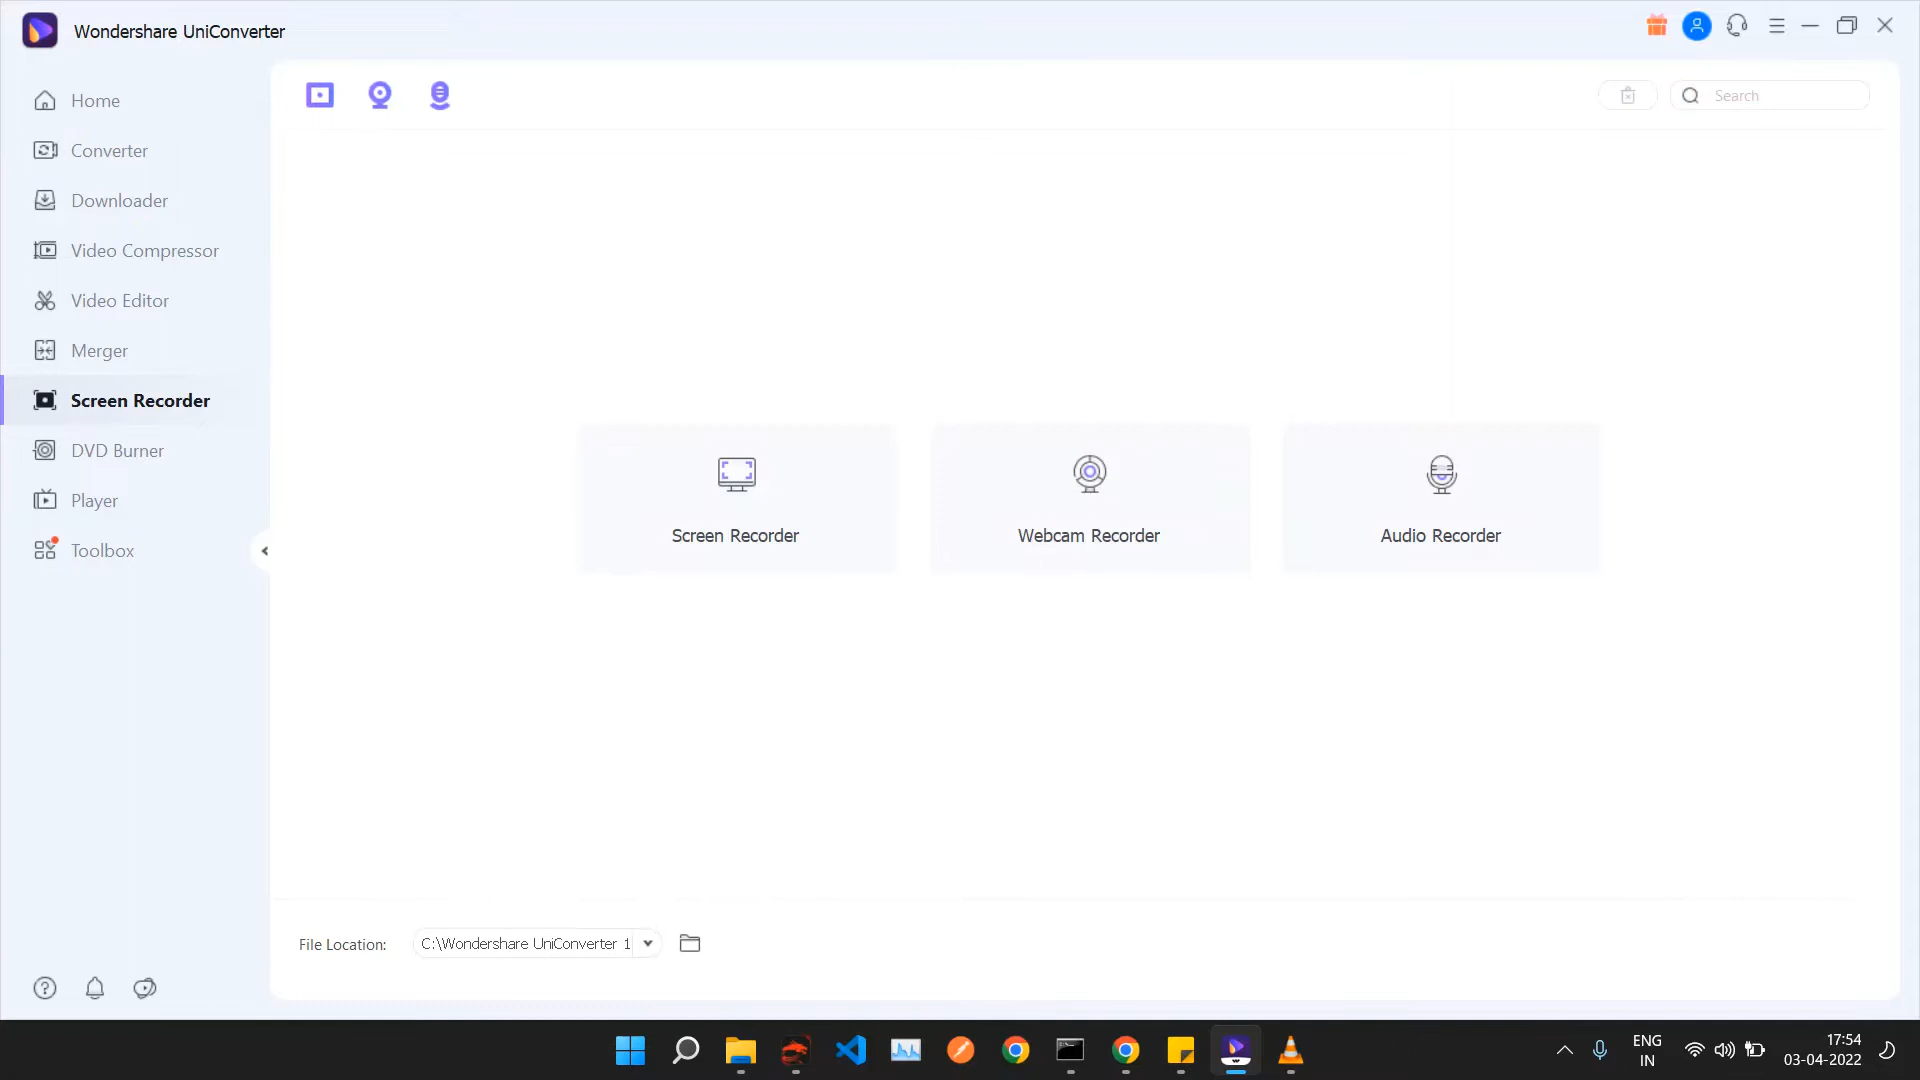 Wondershare UniConverter
Home
Converter
Downloader
Video Compressor
Video Editor
Merger
Screen Recorder
DVD Burner
Player
Toolbox
Search
Screen Recorder
Webcam Recorder
Audio Recorder
File Location:
C:\Wondershare UniConverter 1
ENG
IN
17:54
03-04-2022